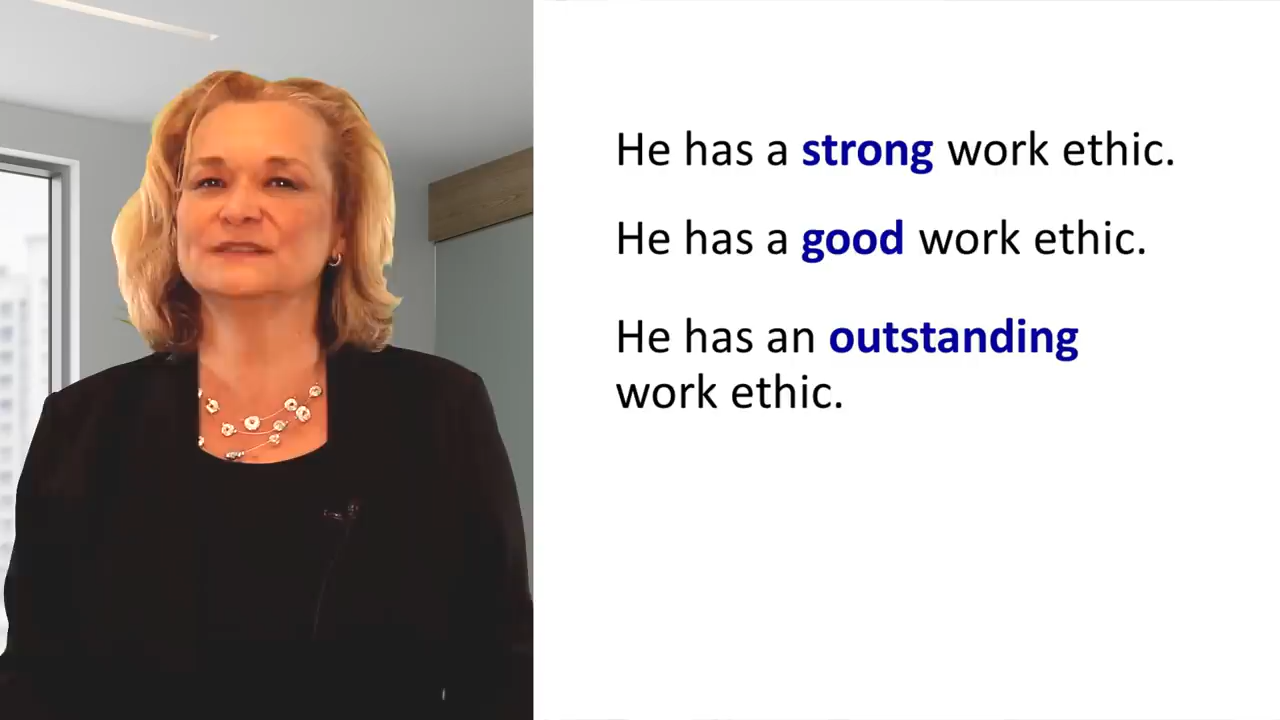 He has a strong work ethic.
He has a good work ethic.
He has an outstanding
work ethic.